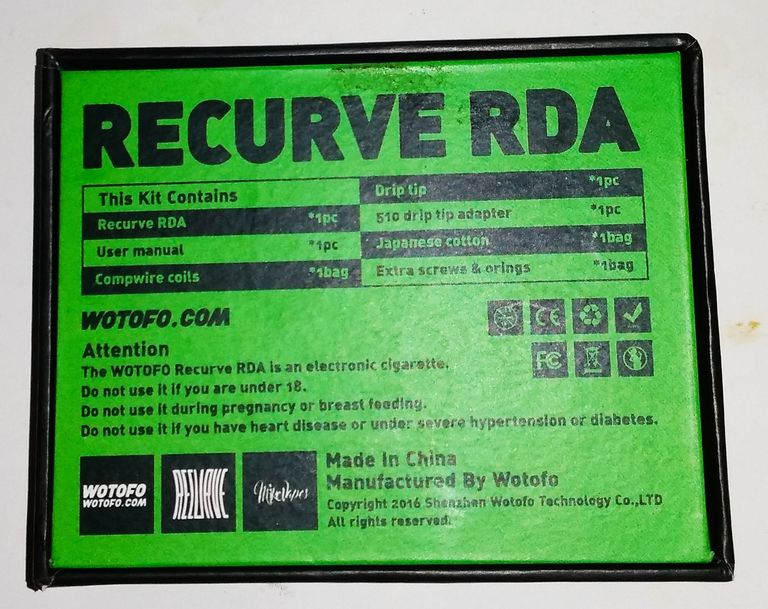 RECURVE RDA
This Kit Contains
Recurve RDA *1pc
User manual *1pc
Compwire coils *1bag
Drip tip *1pc
510 drip tip adapter *1pc
Japanese cotton *1bag
Extra screws & orings *1bag
WOTOFO.COM
CE
FC
Attention
The WOTOFO Recurve RDA is an electronic cigarette.
Do not use it if you are under 18.
Do not use it during pregnancy or breast feeding.
Do not use it if you have heart disease or under severe hypertension or diabetes.
WOTOFO
WOTOFO.COM
RECURVE
MikeVapes
Made In China
Manufactured By Wotofo
Copyright 2016 Shenzhen Wotofo Technology Co.,LTD
All rights reserved.